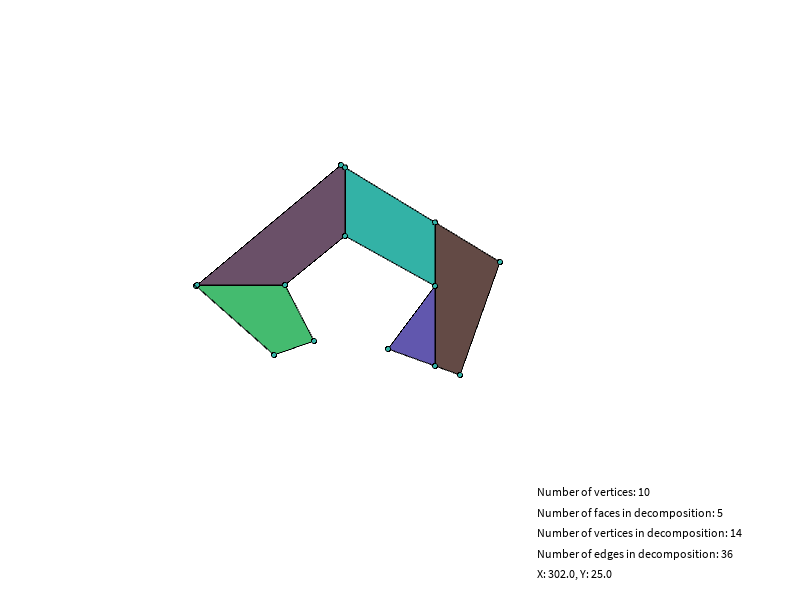 Number of vertices: 10
Number of faces in decomposition: 5
Number of vertices in decomposition: 14
Number of edges in decomposition: 36
X: 302.0, Y: 25.0